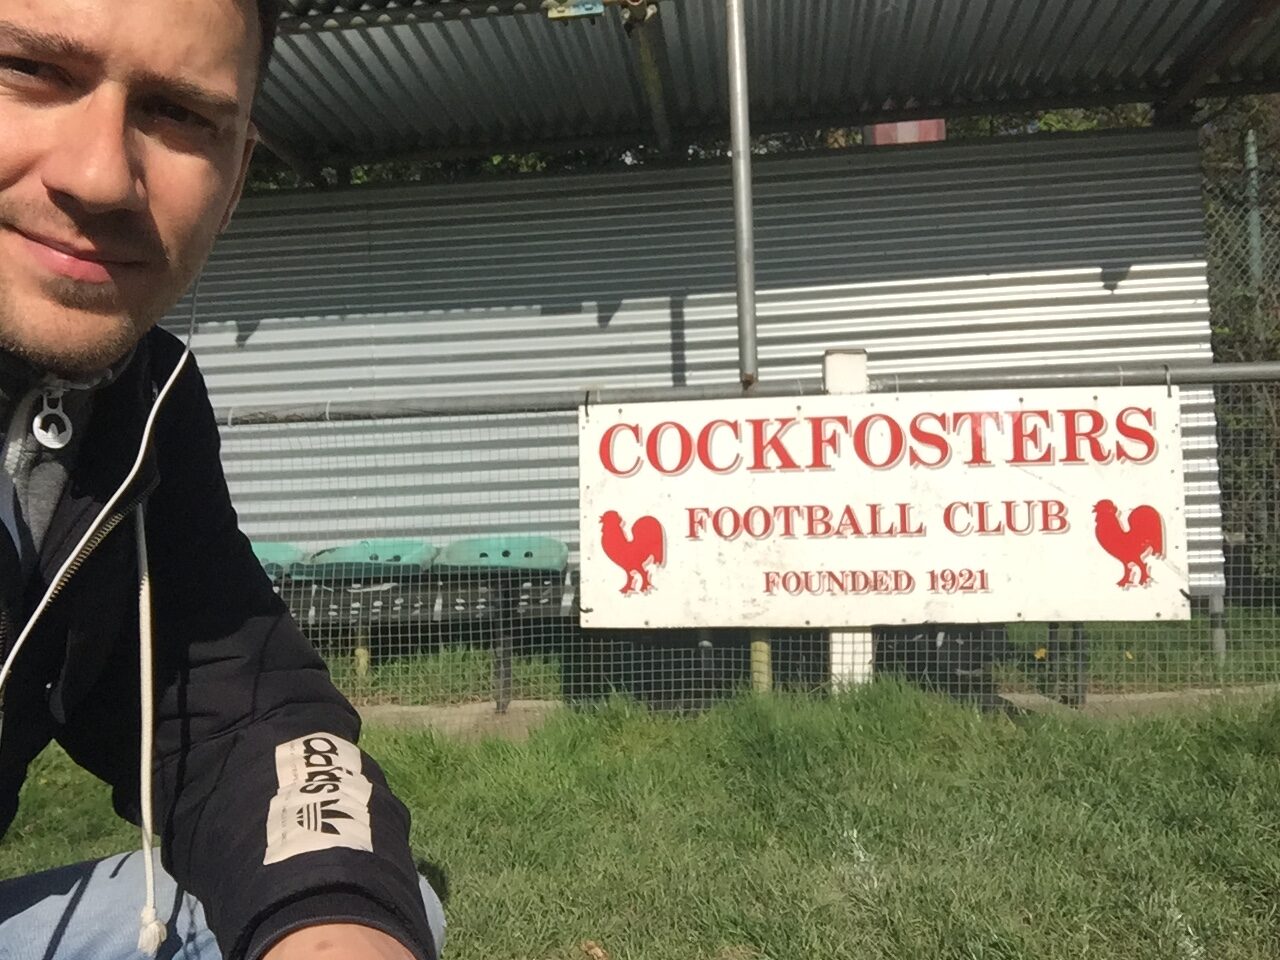 COCKFOSTERS
FOOTBALL CLUB
FOUNDED 1921
adidas